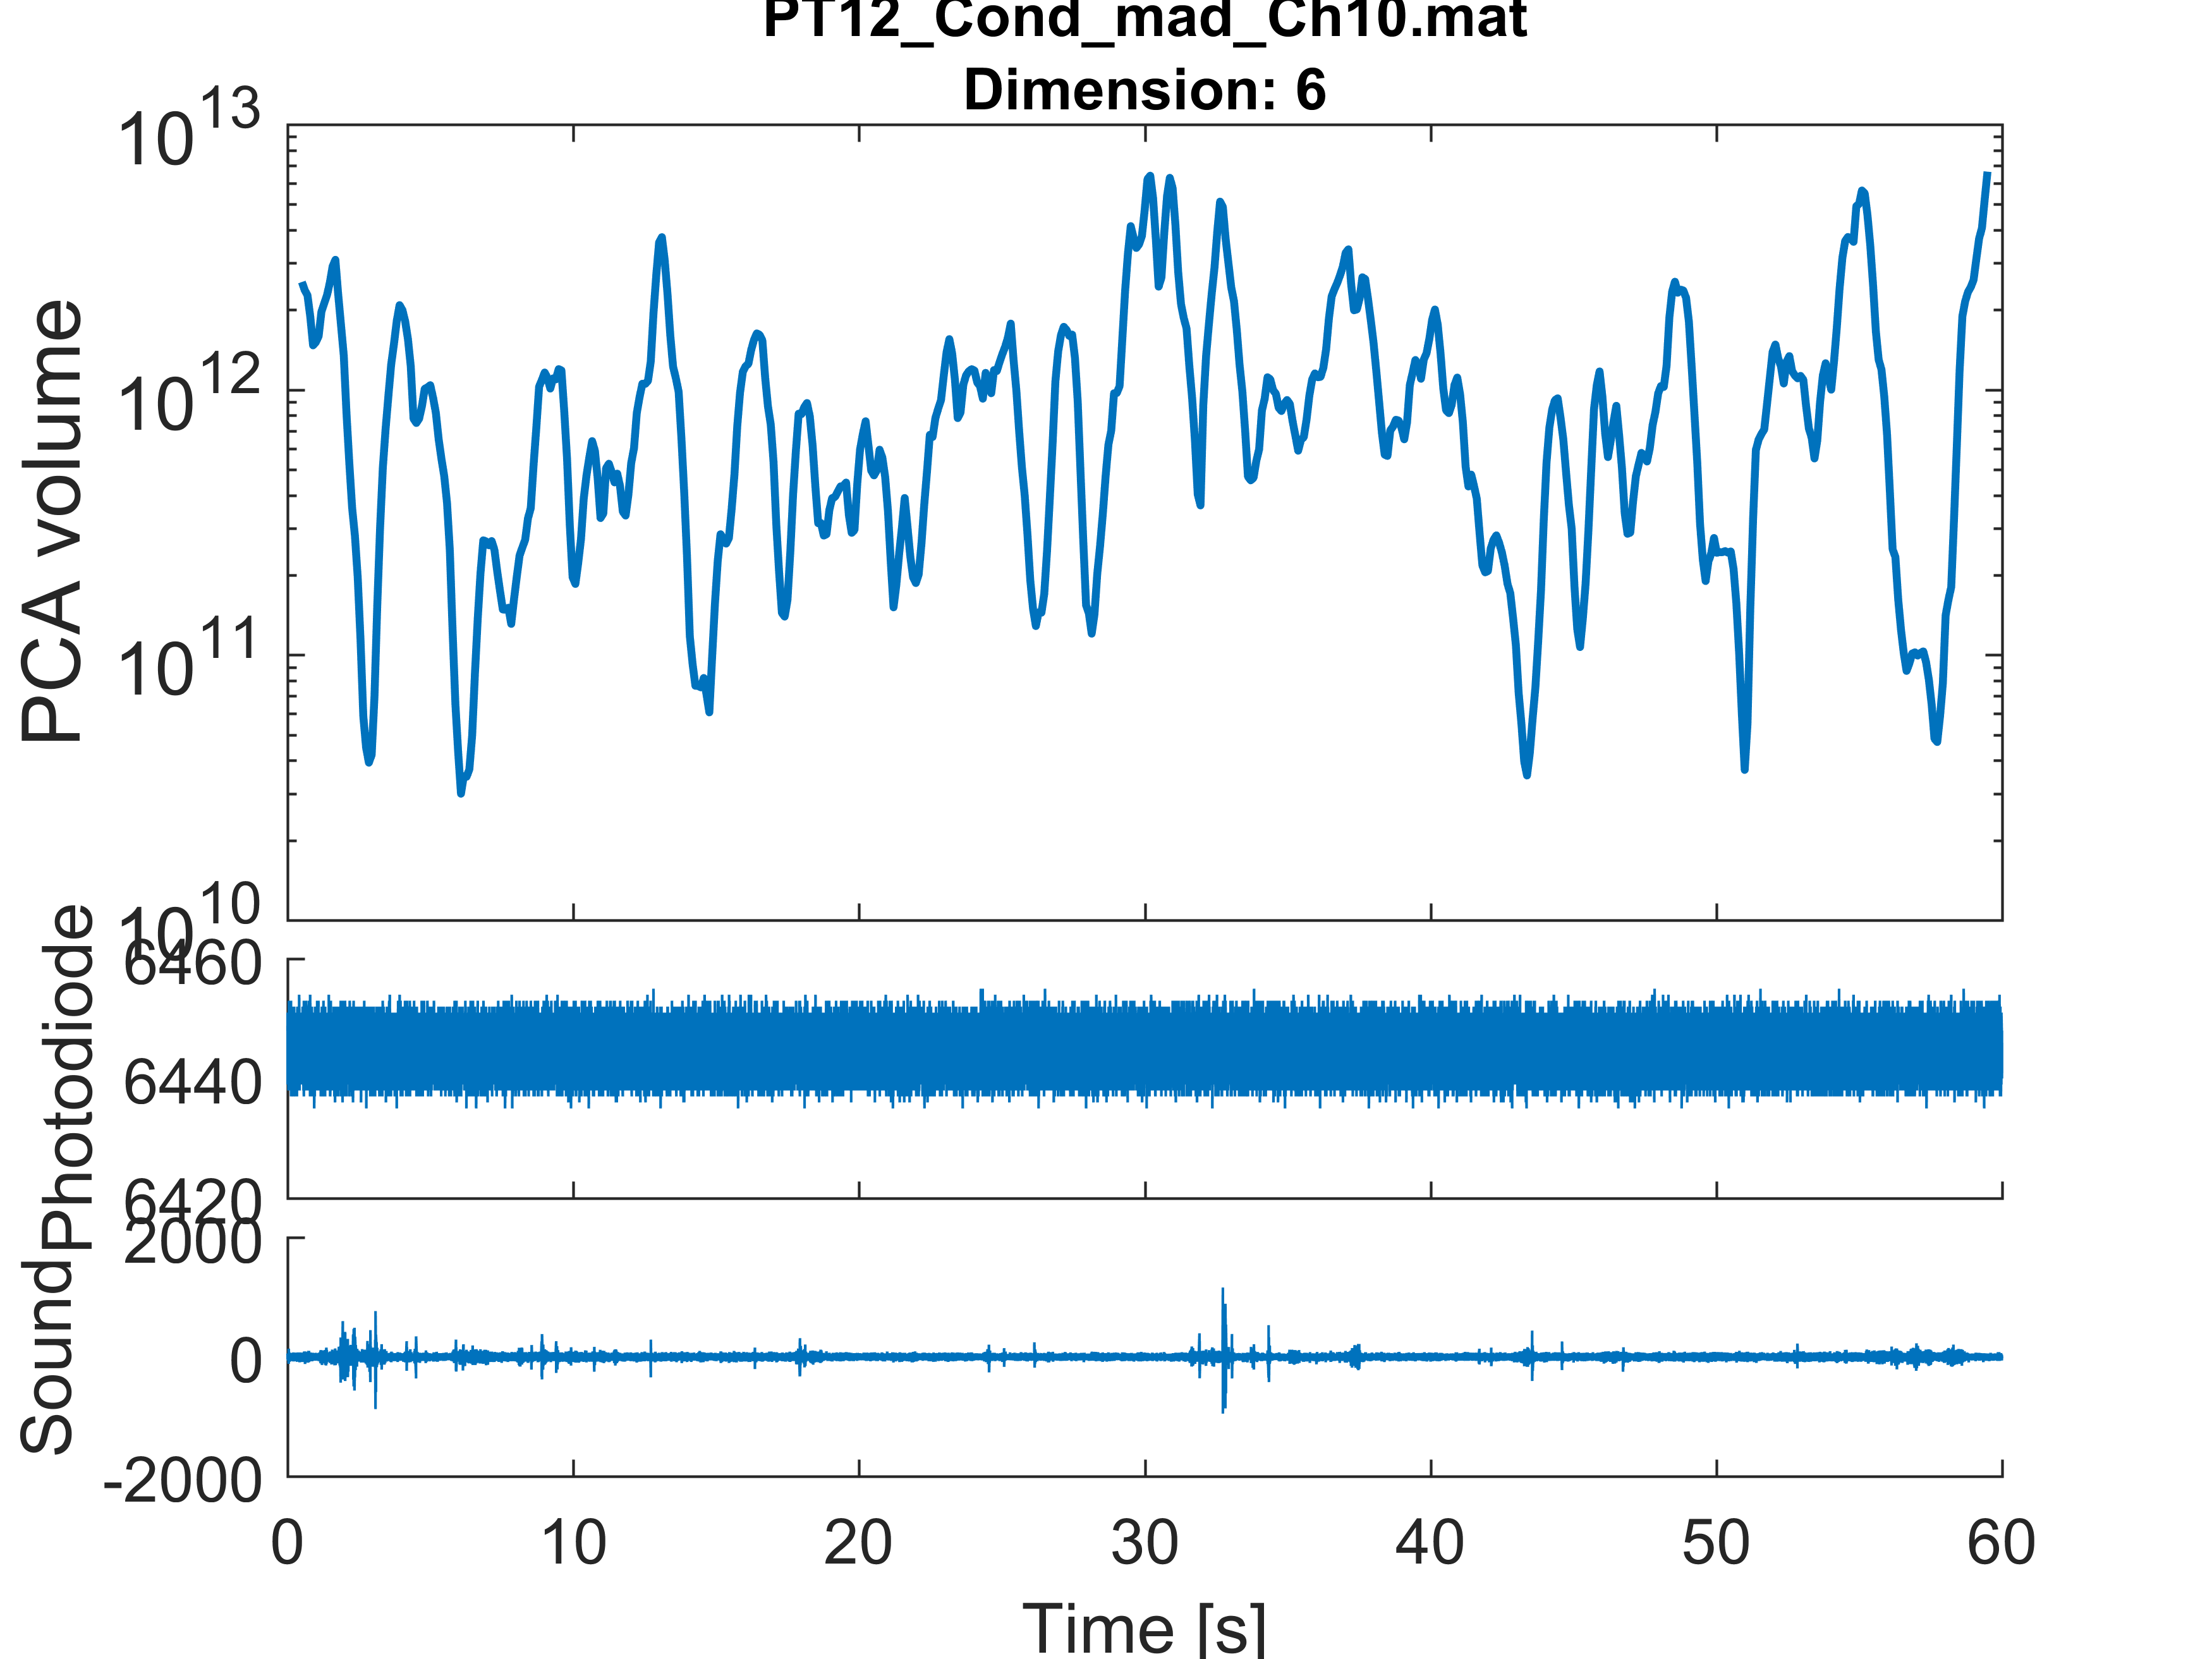 PT12_Cond_mad_Ch10.mat
Dimension: 6
PCA volume
10^13
10^12
10^11
10^10
Photodiode
6460
6440
6420
Sound
2000
0
-2000
0 10 20 30 40 50 60
Time [s]